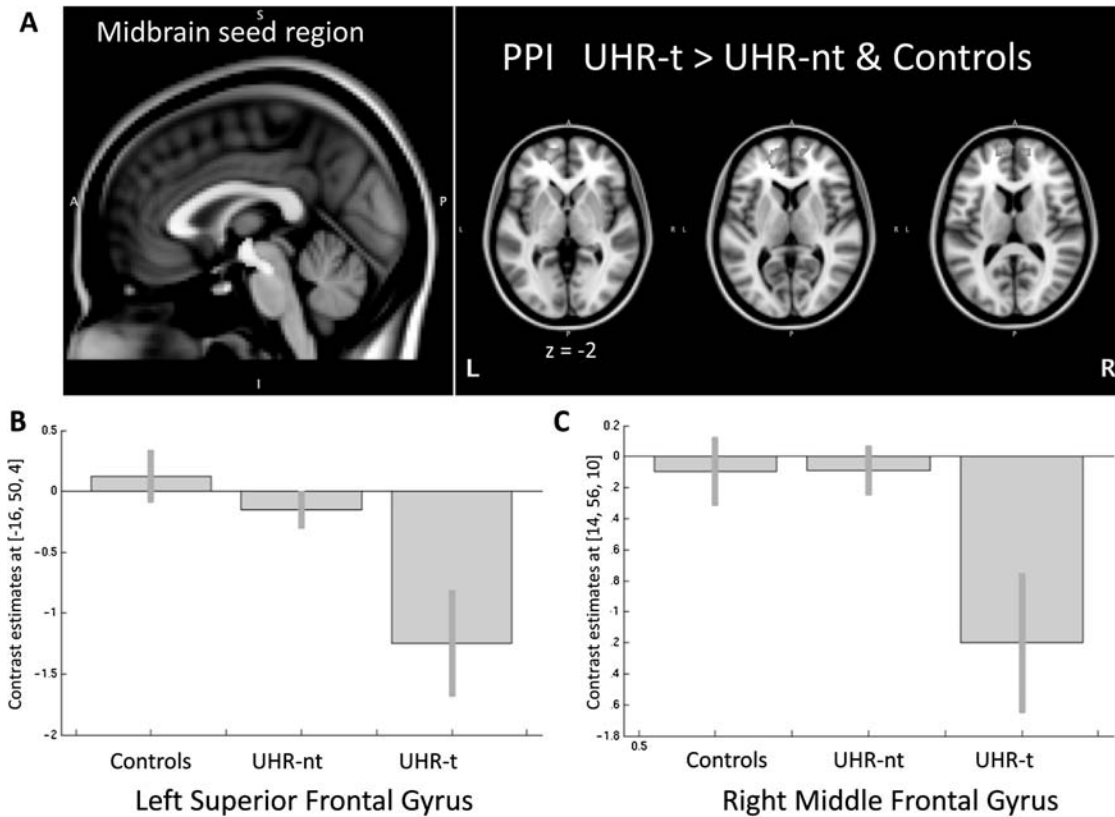 A
Midbrain seed region
S
A
P
I
PPI UHR-t > UHR-nt & Controls
A
A
A
L
R L
R L
R
P
P
P
z = -2
L
R
B
Contrast estimates at [-16, 50, 4]
0.5
0
-0.5
-1
-1.5
-2
Controls
UHR-nt
UHR-t
Left Superior Frontal Gyrus
C
Contrast estimates at [14, 56, 10]
0.2
0
.2
.4
.6
.8
.1
.2
.4
.6
-1.8
0.5
Controls
UHR-nt
UHR-t
Right Middle Frontal Gyrus